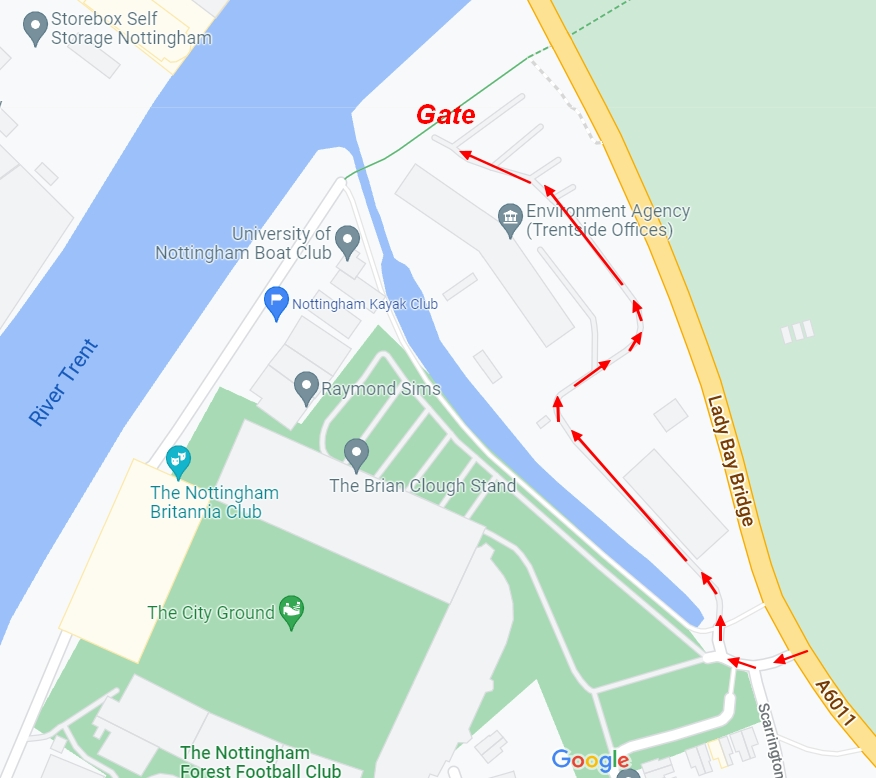 Storebox Self
Storage Nottingham
Gate
Environment Agency
(Trentside Offices)
University of
Nottingham Boat Club
Nottingham Kayak Club
River Trent
Raymond Sims
Lady Bay Bridge
The Brian Clough Stand
The Nottingham
Britannia Club
The City Ground
A6011
Scarrington
The Nottingham
Forest Football Club
Google